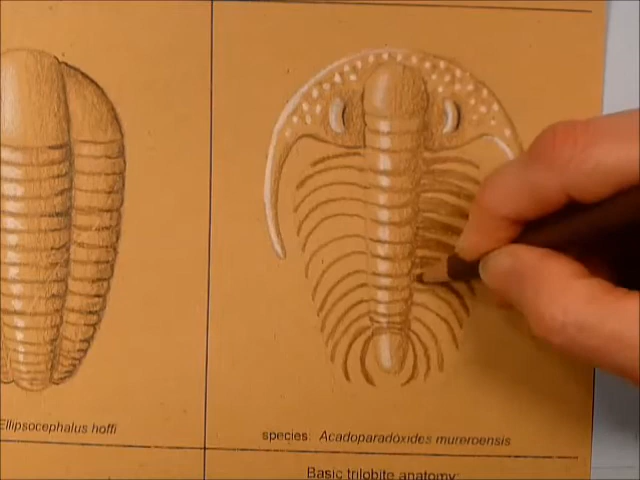 Ellipsocephalus hoffi
species: Acadoparadoxides mureroensis
Basic trilobite anatomy: